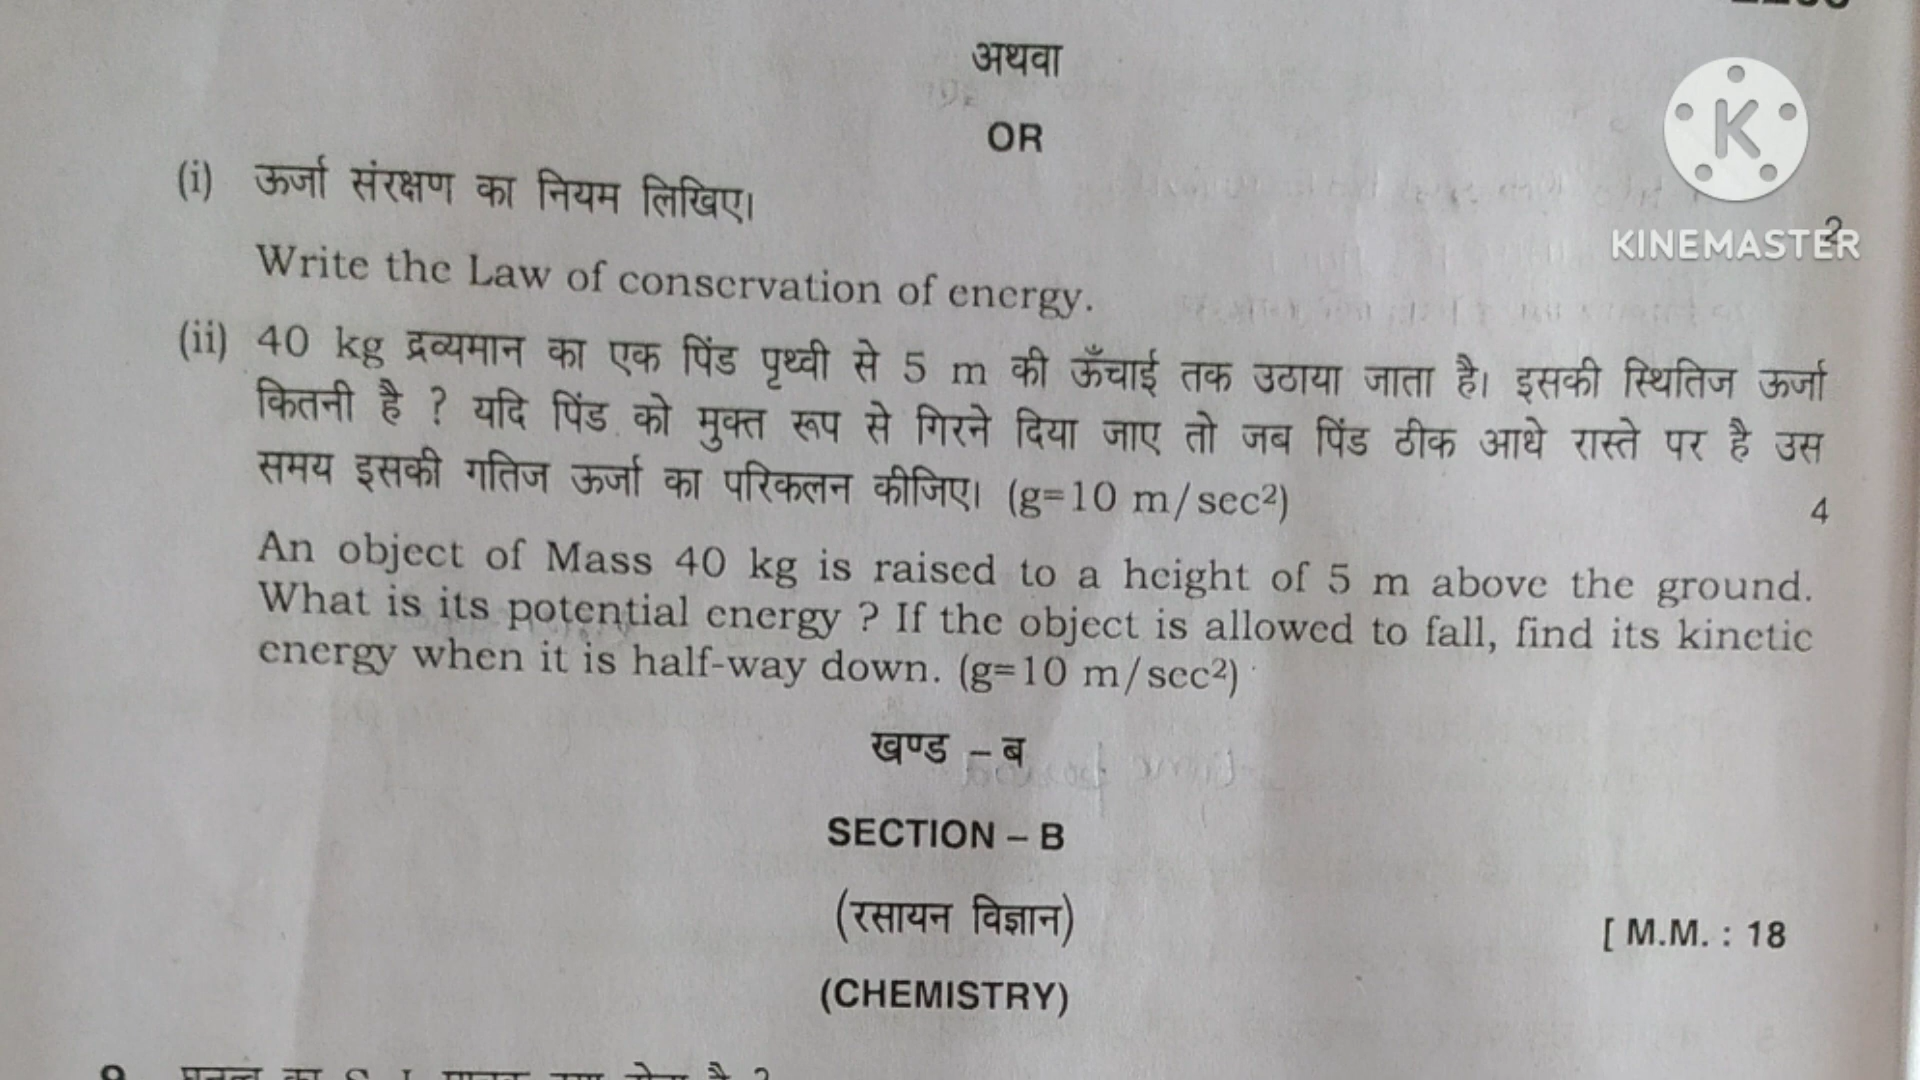 अथवा
OR
K
KINEMASTER
(i) ऊर्जा संरक्षण का नियम लिखिए। 2
Write the Law of conservation of energy.
(ii) 40 kg द्रव्यमान का एक पिंड पृथ्वी से 5 m की ऊँचाई तक उठाया जाता है। इसकी स्थितिज ऊर्जा
कितनी है ? यदि पिंड को मुक्त रूप से गिरने दिया जाए तो जब पिंड ठीक आधे रास्ते पर है उस
समय इसकी गतिज ऊर्जा का परिकलन कीजिए। (g=10 m/sec²) 4
An object of Mass 40 kg is raised to a height of 5 m above the ground.
What is its potential energy ? If the object is allowed to fall, find its kinetic
energy when it is half-way down. (g=10 m/sec²)
खण्ड – ब
SECTION – B
(रसायन विज्ञान)
[ M.M. : 18
(CHEMISTRY)